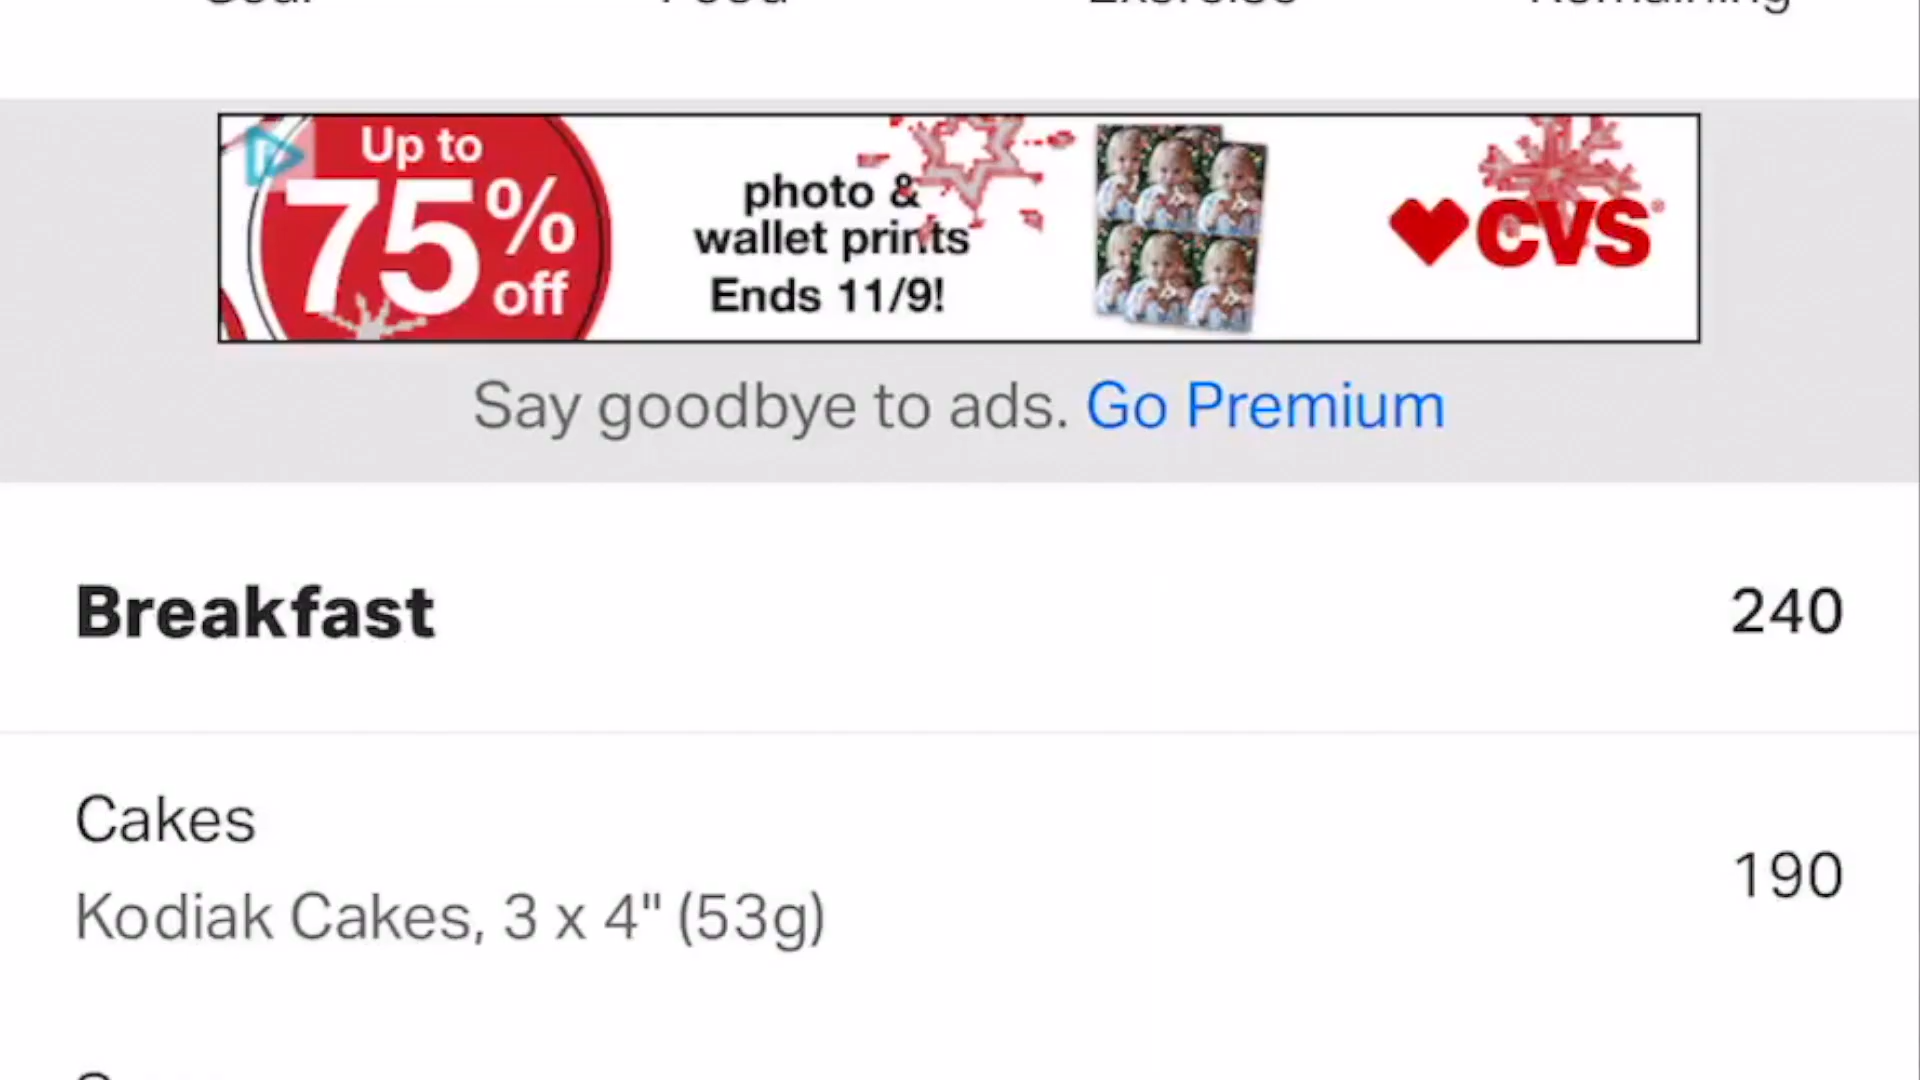 Up to
75% off
photo &
wallet prints
Ends 11/9!
CVS®
Say goodbye to ads. Go Premium
Breakfast
240
Cakes
190
Kodiak Cakes, 3 x 4" (53g)